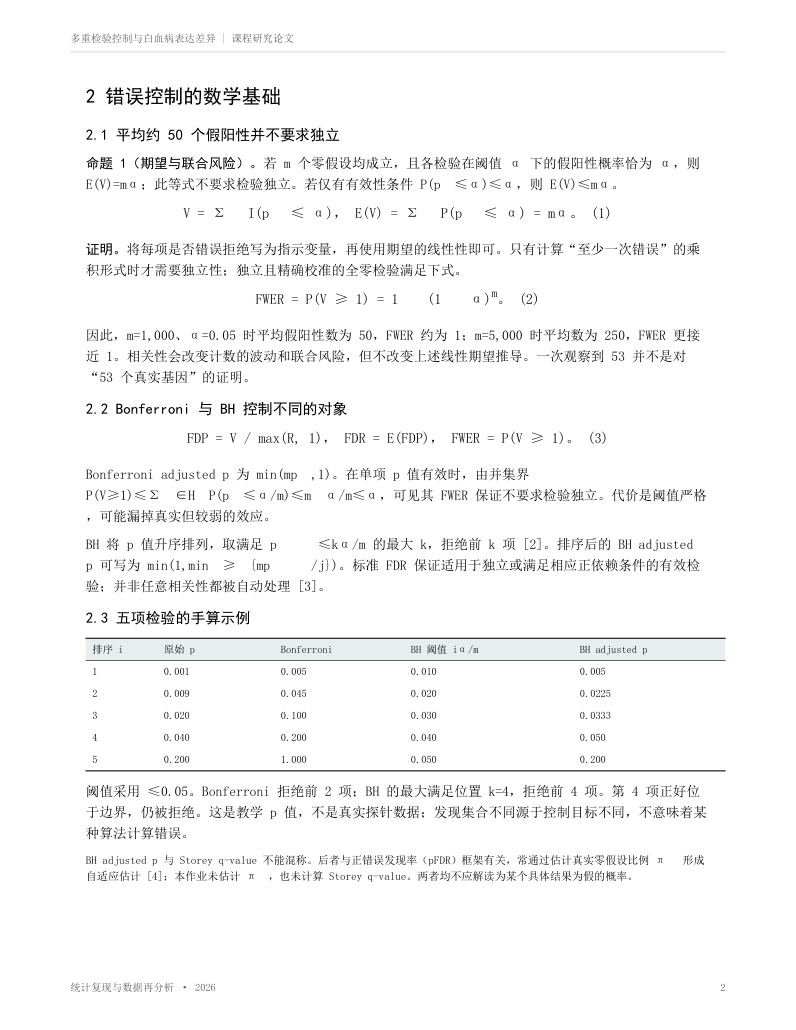 多重检验控制与白血病表达差异 | 课程研究论文
2 错误控制的数学基础
2.1 平均约 50 个假阳性并不要求独立
命题 1（期望与联合风险）。若 m 个零假设均成立，且各检验在阈值 α 下的假阳性概率恰为 α，则
E(V)=mα；此等式不要求检验独立。若仅有有效性条件 P(p ≤α)≤α，则 E(V)≤mα。
V = Σ I(p ≤ α), E(V) = Σ P(p ≤ α) = mα。 (1)
证明。将每项是否错误拒绝写为指示变量，再使用期望的线性性即可。只有计算“至少一次错误”的乘
积形式时才需要独立性；独立且精确校准的全零检验满足下式。
FWER = P(V ≥ 1) = 1 (1 α)^m。 (2)
因此，m=1,000、α=0.05 时平均假阳性数为 50，FWER 约为 1；m=5,000 时平均数为 250，FWER 更接
近 1。相关性会改变计数的波动和联合风险，但不改变上述线性期望推导。一次观察到 53 并不是对
“53 个真实基因”的证明。
2.2 Bonferroni 与 BH 控制不同的对象
FDP = V / max(R, 1), FDR = E(FDP), FWER = P(V ≥ 1)。 (3)
Bonferroni adjusted p 为 min(mp ,1)。在单项 p 值有效时，由并集界
P(V≥1)≤Σ ∈H P(p ≤α/m)≤m α/m≤α，可见其 FWER 保证不要求检验独立。代价是阈值严格
，可能漏掉真实但较弱的效应。
BH 将 p 值升序排列，取满足 p ≤kα/m 的最大 k，拒绝前 k 项 [2]。排序后的 BH adjusted
p 可写为 min(1,min ≥ {mp /j})。标准 FDR 保证适用于独立或满足相应正依赖条件的有效检
验；并非任意相关性都被自动处理 [3]。
2.3 五项检验的手算示例
排序 i 原始 p Bonferroni BH 阈值 iα/m BH adjusted p
1 0.001 0.005 0.010 0.005
2 0.009 0.045 0.020 0.0225
3 0.020 0.100 0.030 0.0333
4 0.040 0.200 0.040 0.050
5 0.200 1.000 0.050 0.200
阈值采用 ≤0.05。Bonferroni 拒绝前 2 项；BH 的最大满足位置 k=4，拒绝前 4 项。第 4 项正好位
于边界，仍被拒绝。这是教学 p 值，不是真实探针数据；发现集合不同源于控制目标不同，不意味着某
种算法计算错误。
BH adjusted p 与 Storey q-value 不能混称。后者与正错误发现率（pFDR）框架有关，常通过估计真实零假设比例 π 形成
自适应估计 [4]；本作业未估计 π ，也未计算 Storey q-value。两者均不应解读为某个具体结果为假的概率。
统计复现与数据再分析 • 2026
2